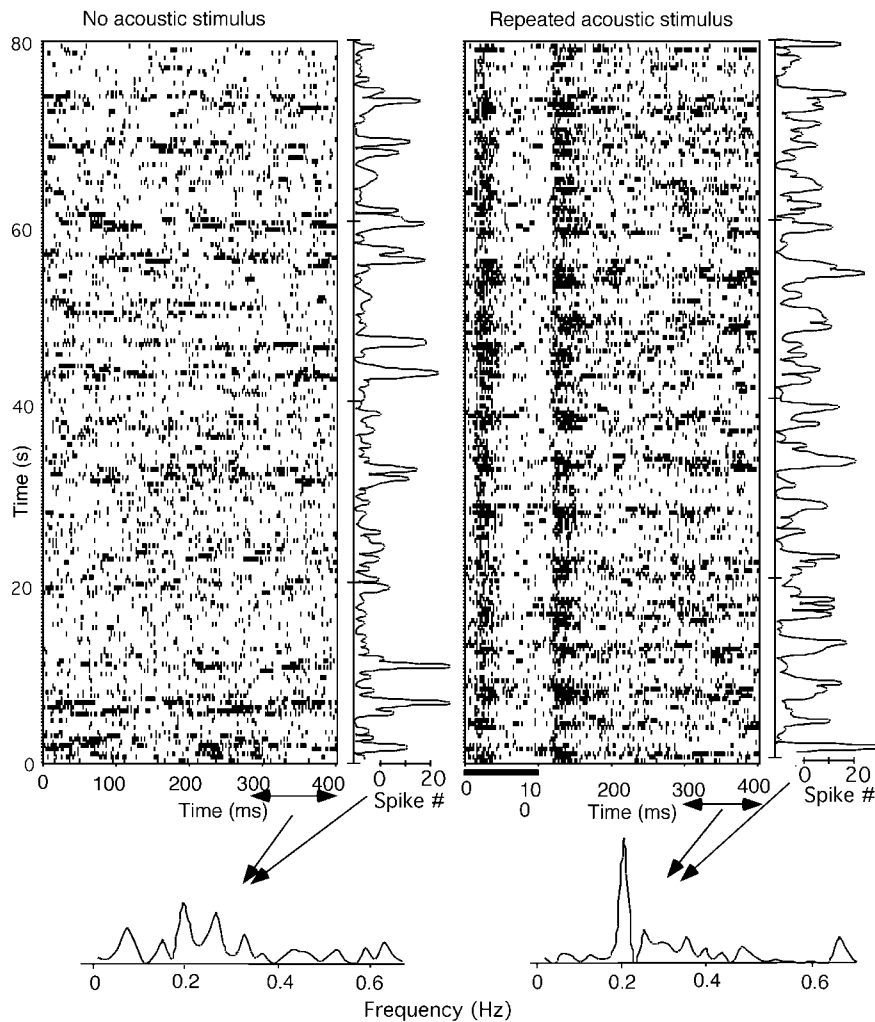 No acoustic stimulus
Repeated acoustic stimulus
80
60
40
20
0
Time (s)
0 100 200 300 400
Time (ms)
0 20
Spike #
0 100 200 300 400
0
Time (ms)
0 20
Spike #
0 0.2 0.4 0.6
0 0.2 0.4 0.6
Frequency (Hz)